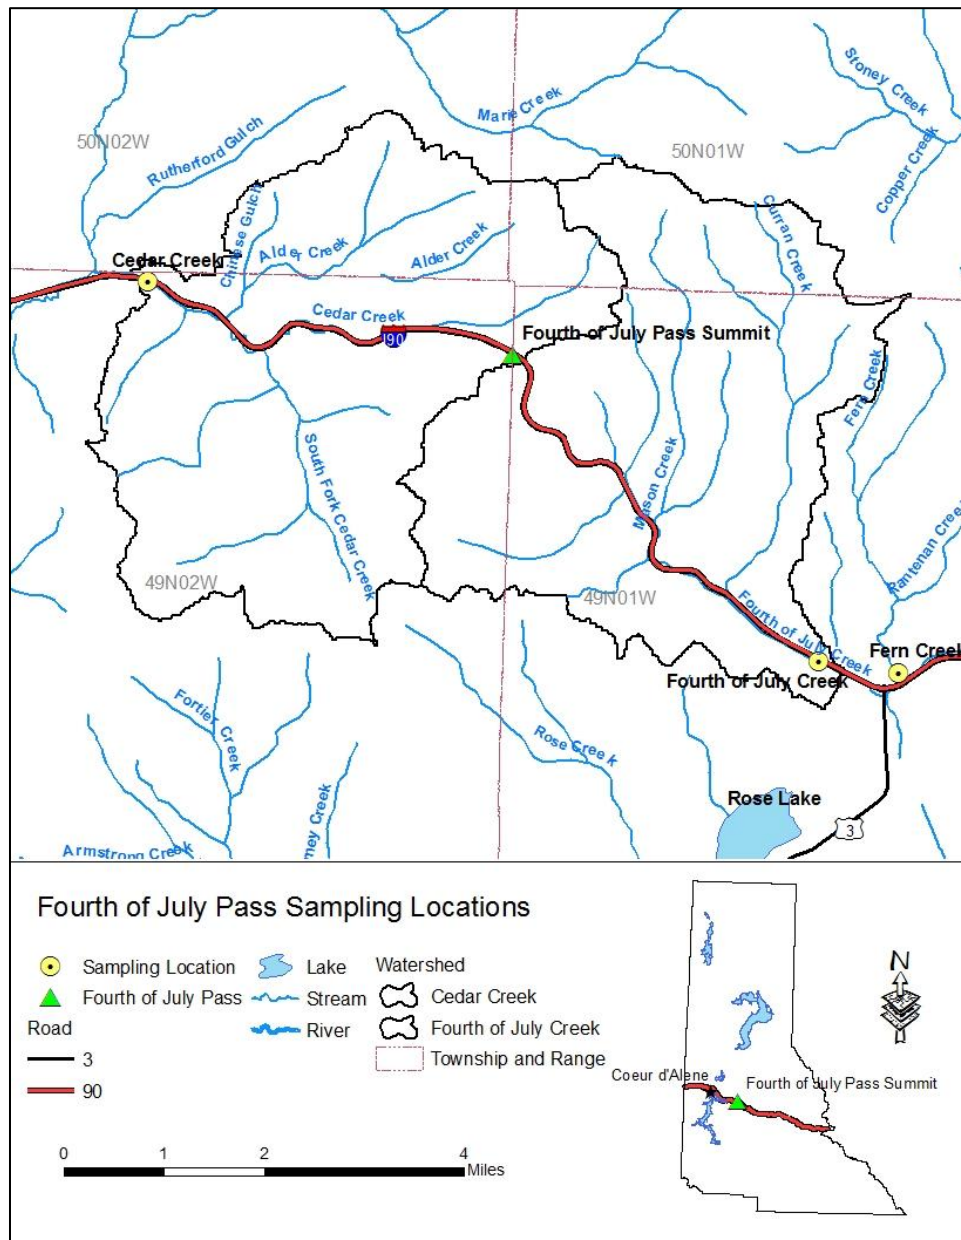 Stoney Creek
Marie Creek
50N02W
Rutherford Gulch
50N01W
Copper Creek
Chinese Gulch
Curran Creek
Cedar Creek
Alder Creek
Alder Creek
Cedar Creek
90
Fourth of July Pass Summit
Fern Creek
South Fork Cedar Creek
Mason Creek
Rantenan Creek
49N02W
49N01W
Fourth of July Creek
Fern Creek
Fourth of July Creek
Fortier Creek
Rose Creek
Rose Lake
rney Creek
3
Armstrong Creek
Fourth of July Pass Sampling Locations
Sampling Location
Lake
Watershed
Fourth of July Pass
Stream
Cedar Creek
Road
River
Fourth of July Creek
3
Township and Range
90
0 1 2 4
Miles
N
Coeur d'Alene
Fourth of July Pass Summit